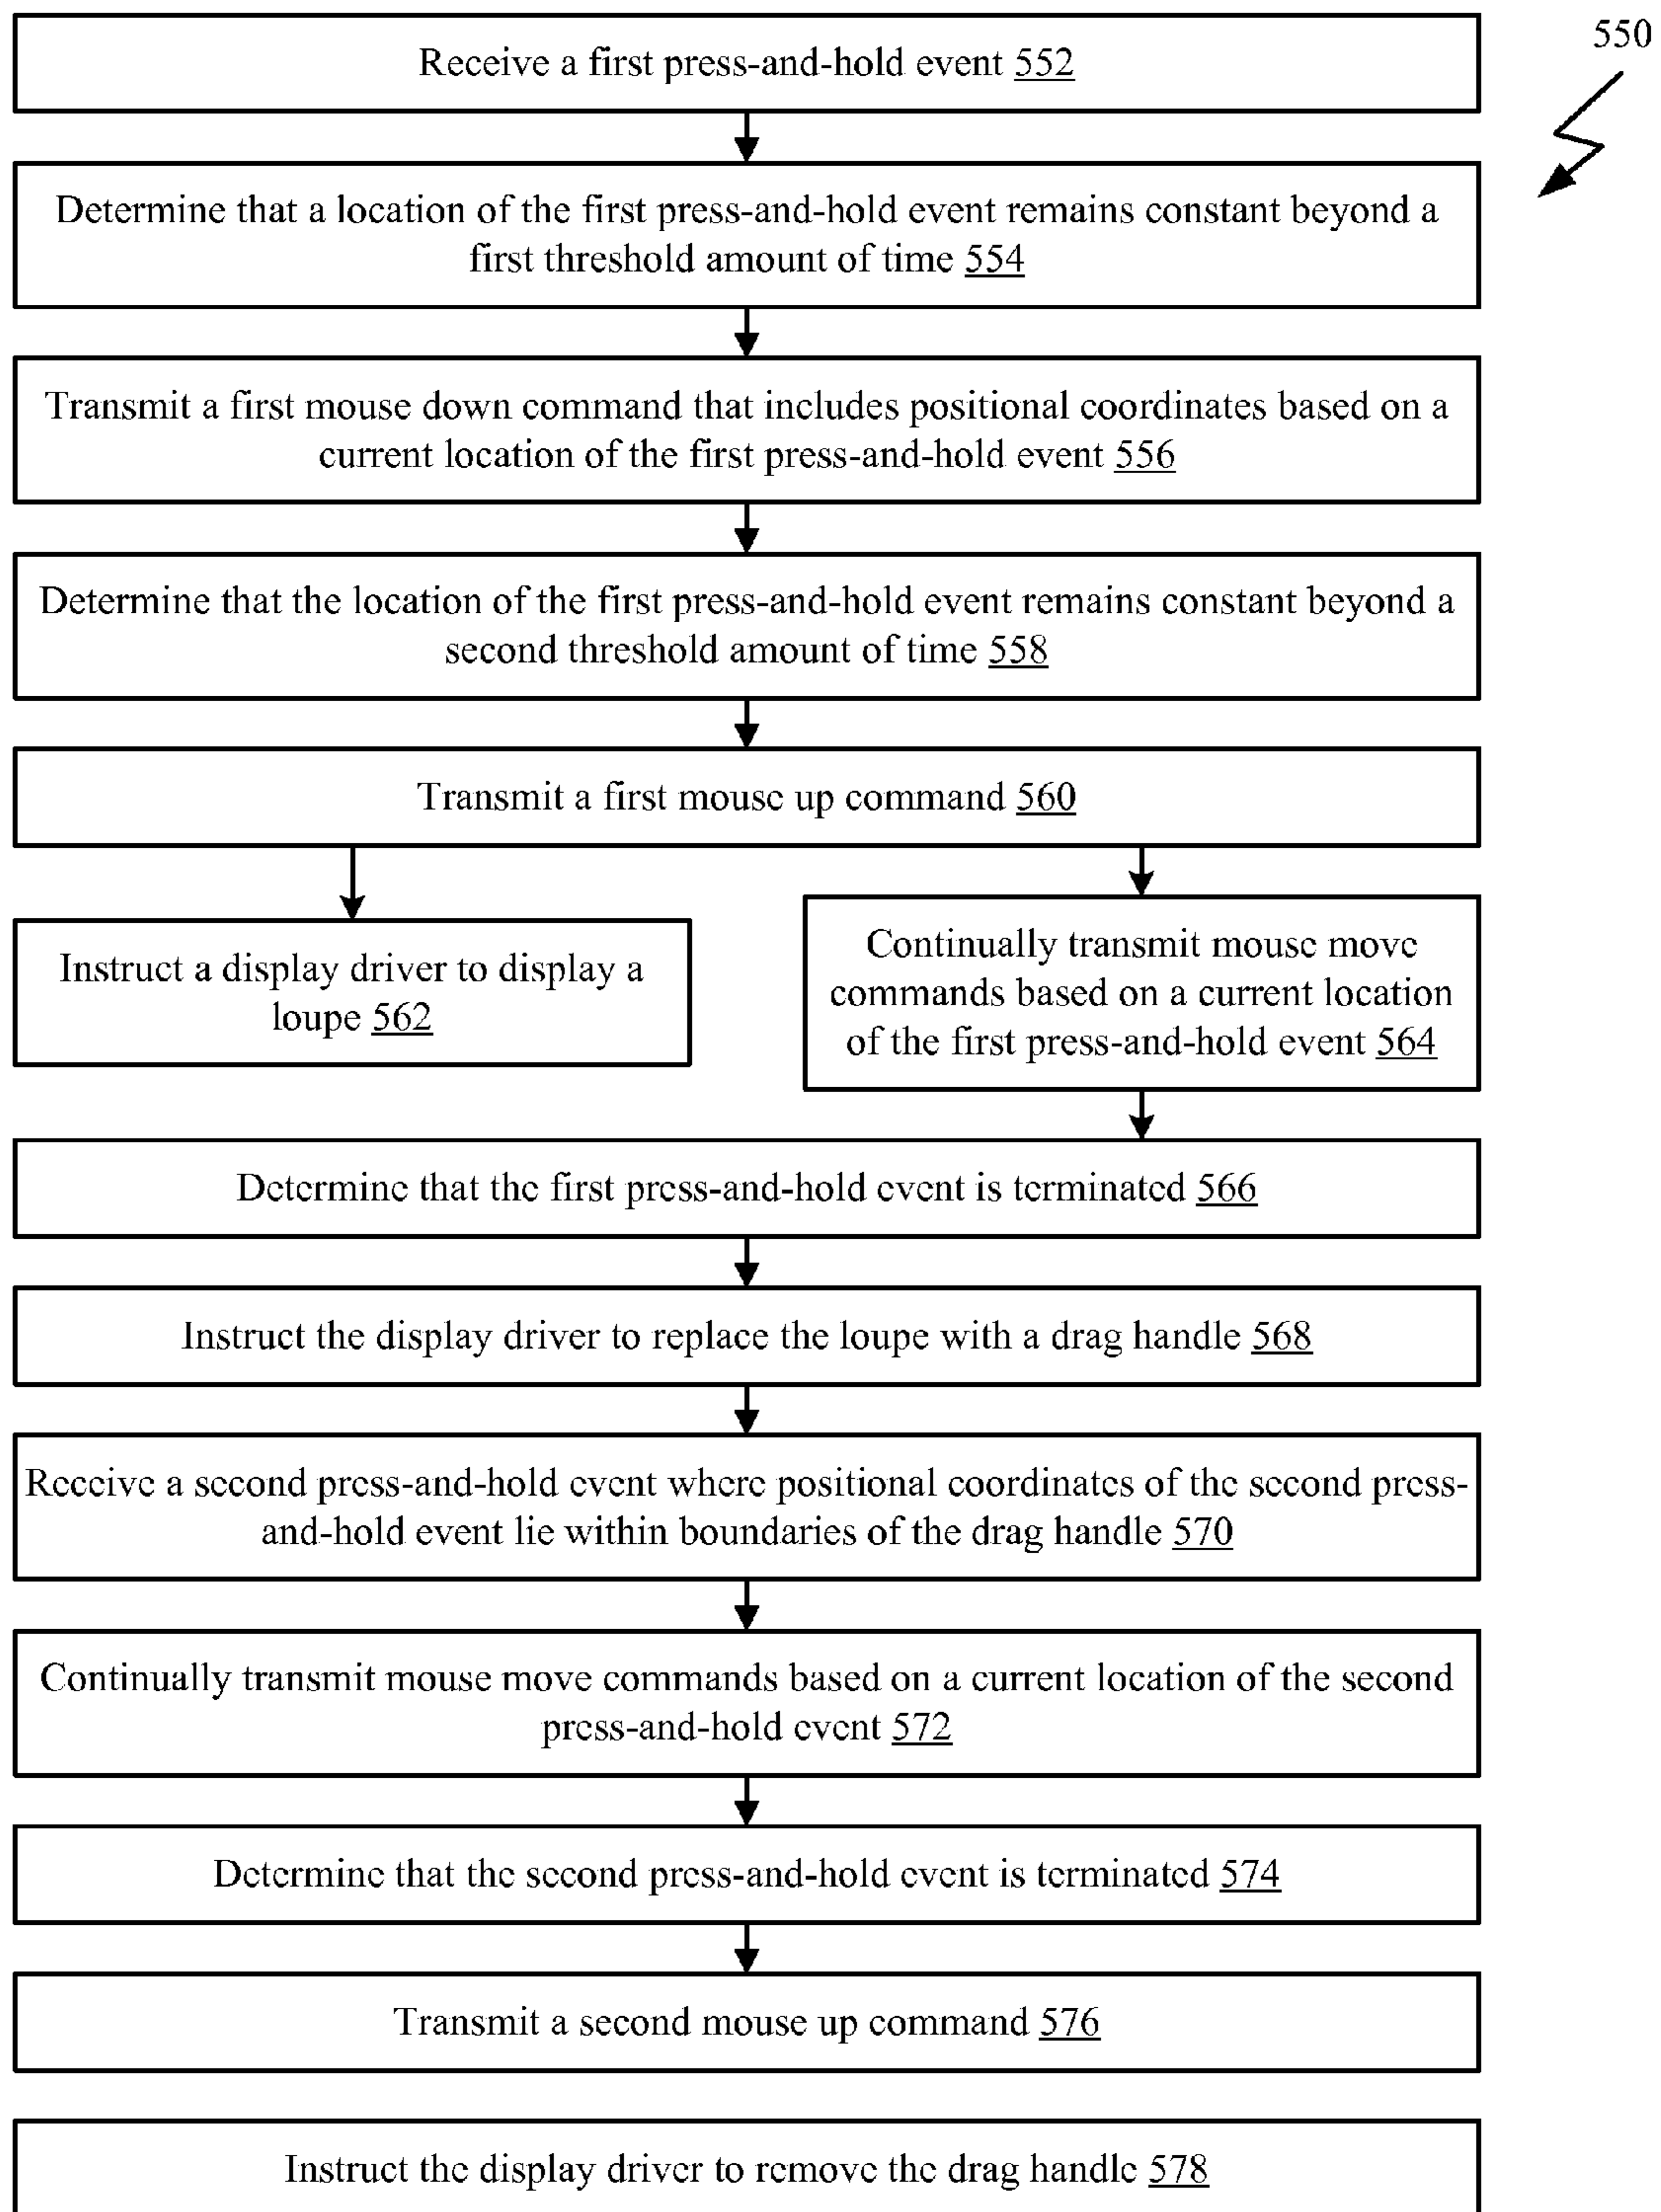 550
Receive a first press-and-hold event 552
Determine that a location of the first press-and-hold event remains constant beyond a
first threshold amount of time 554
Transmit a first mouse down command that includes positional coordinates based on a
current location of the first press-and-hold event 556
Determine that the location of the first press-and-hold event remains constant beyond a
second threshold amount of time 558
Transmit a first mouse up command 560
Instruct a display driver to display a
loupe 562
Continually transmit mouse move
commands based on a current location
of the first press-and-hold event 564
Determine that the first press-and-hold event is terminated 566
Instruct the display driver to replace the loupe with a drag handle 568
Receive a second press-and-hold event where positional coordinates of the second press-
and-hold event lie within boundaries of the drag handle 570
Continually transmit mouse move commands based on a current location of the second
press-and-hold event 572
Determine that the second press-and-hold event is terminated 574
Transmit a second mouse up command 576
Instruct the display driver to remove the drag handle 578